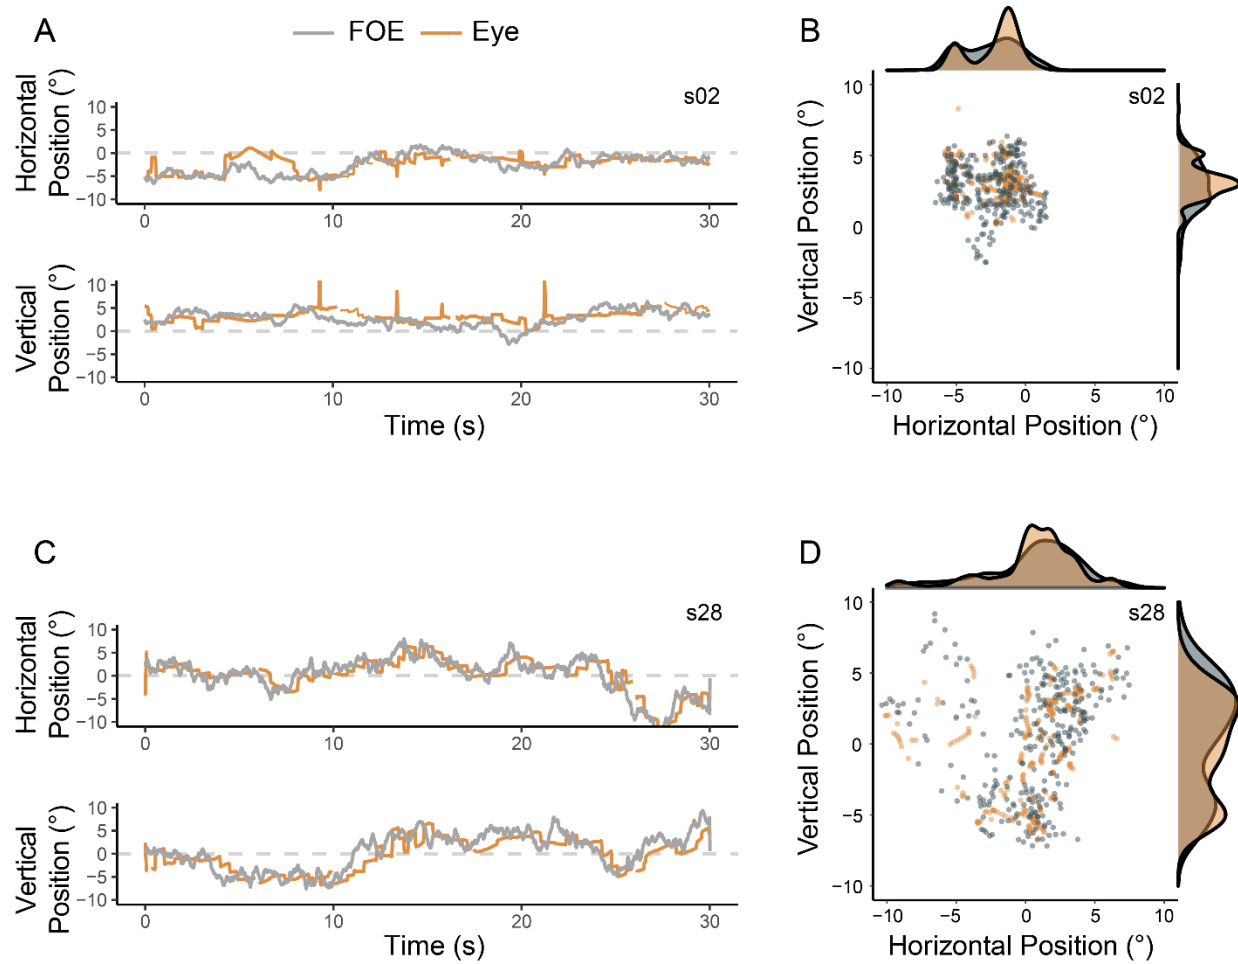 A
FOE
Eye
B
Horizontal
Position (°)
10
5
0
−5
−10
s02
0
10
20
30
Vertical
Position (°)
10
5
0
−5
−10
0
10
20
30
Time (s)
Vertical Position (°)
10
5
0
−5
−10
s02
−10
−5
0
5
10
Horizontal Position (°)
C
Horizontal
Position (°)
10
5
0
−5
−10
s28
0
10
20
30
Vertical
Position (°)
10
5
0
−5
−10
0
10
20
30
Time (s)
D
Vertical Position (°)
10
5
0
−5
−10
s28
−10
−5
0
5
10
Horizontal Position (°)